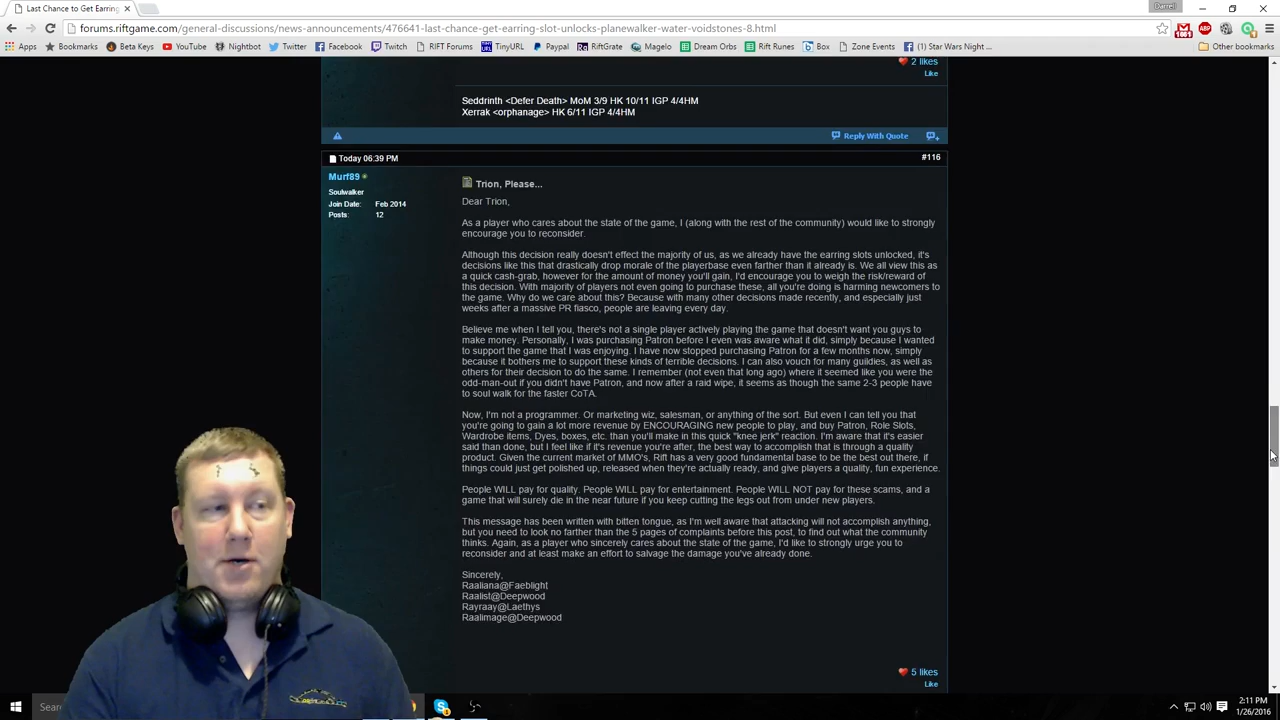 Last Chance to Get Earring
Darrell
forums.riftgame.com/general-discussions/news-announcements/476641-last-chance-get-earring-slot-unlocks-planewalker-water-voidstones-8.html
Apps Bookmarks Beta Keys YouTube Nightbot Twitter Facebook Twitch RIFT Forums TinyURL Paypal RiftGrate Magelo Dream Orbs Rift Runes Box Zone Events (1) Star Wars Night ... Other bookmarks
2 likes
Like
Seddrinth <Defer Death> MoM 3/9 HK 10/11 IGP 4/4HM
Xerrak <orphanage> HK 6/11 IGP 4/4HM
Reply With Quote
Today 06:39 PM #116
Murf89
Soulwalker
Join Date: Feb 2014
Posts: 12
Trion, Please...
Dear Trion,
As a player who cares about the state of the game, I (along with the rest of the community) would like to strongly
encourage you to reconsider.
Although this decision really doesn't effect the majority of us, as we already have the earring slots unlocked, it's
decisions like this that drastically drop morale of the playerbase even farther than it already is. We all view this as
a quick cash-grab, however for the amount of money you'll gain, I'd encourage you to weigh the risk/reward of
this decision. With majority of players not even going to purchase these, all you're doing is harming newcomers to
the game. Why do we care about this? Because with many other decisions made recently, and especially just
weeks after a massive PR fiasco, people are leaving every day.
Believe me when I tell you, there's not a single player actively playing the game that doesn't want you guys to
make money. Personally, I was purchasing Patron before I even was aware what it did, simply because I wanted
to support the game that I was enjoying. I have now stopped purchasing Patron for a few months now, simply
because it bothers me to support these kinds of terrible decisions. I can also vouch for many guildies, as well as
others for their decision to do the same. I remember (not even that long ago) where it seemed like you were the
odd-man-out if you didn't have Patron, and now after a raid wipe, it seems as though the same 2-3 people have
to soul walk for the faster CoTA.
Now, I'm not a programmer. Or marketing wiz, salesman, or anything of the sort. But even I can tell you that
you're going to gain a lot more revenue by ENCOURAGING new people to play, and buy Patron, Role Slots,
Wardrobe items, Dyes, boxes, etc. than you'll make in this quick "knee jerk" reaction. I'm aware that it's easier
said than done, but I feel like if it's revenue you're after, the best way to accomplish that is through a quality
product. Given the current market of MMO's, Rift has a very good fundamental base to be the best out there, if
things could just get polished up, released when they're actually ready, and give players a quality, fun experience.
People WILL pay for quality. People WILL pay for entertainment. People WILL NOT pay for these scams, and a
game that will surely die in the near future if you keep cutting the legs out from under new players.
This message has been written with bitten tongue, as I'm well aware that attacking will not accomplish anything,
but you need to look no farther than the 5 pages of complaints before this post, to find out what the community
thinks. Again, as a player who sincerely cares about the state of the game, I'd like to strongly urge you to
reconsider and at least make an effort to salvage the damage you've already done.
Sincerely,
Raaliana@Faeblight
Raalist@Deepwood
Rayraay@Laethys
Raalimage@Deepwood
5 likes
Like
Sear
2:11 PM
1/26/2016